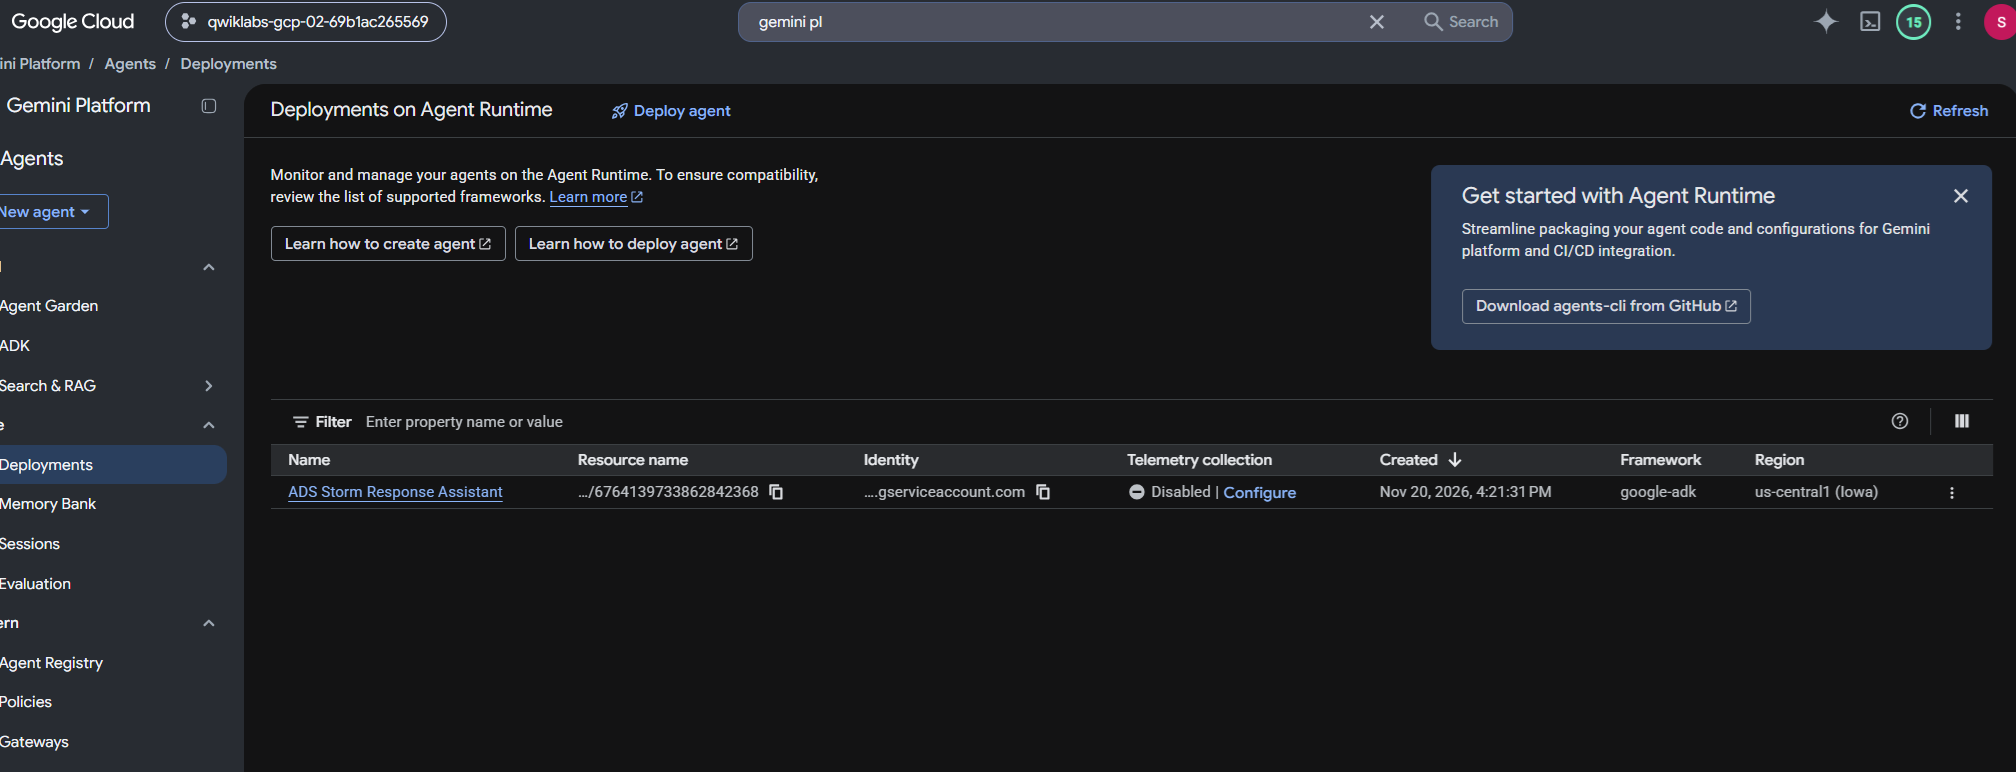 Google Cloud
qwiklabs-gcp-02-69b1ac265569
gemini pl
Search
15
S
ini Platform / Agents / Deployments
Gemini Platform
Deployments on Agent Runtime
Deploy agent
Refresh
Agents
New agent
Agent Garden
ADK
Search & RAG
e
Deployments
Memory Bank
Sessions
Evaluation
ern
Agent Registry
Policies
Gateways
Monitor and manage your agents on the Agent Runtime. To ensure compatibility,
review the list of supported frameworks. Learn more
Learn how to create agent
Learn how to deploy agent
Get started with Agent Runtime
Streamline packaging your agent code and configurations for Gemini
platform and CI/CD integration.
Download agents-cli from GitHub
Filter Enter property name or value
Name Resource name Identity Telemetry collection Created Framework Region
ADS Storm Response Assistant …/6764139733862842368 ….gserviceaccount.com Disabled | Configure Nov 20, 2026, 4:21:31 PM google-adk us-central1 (Iowa)